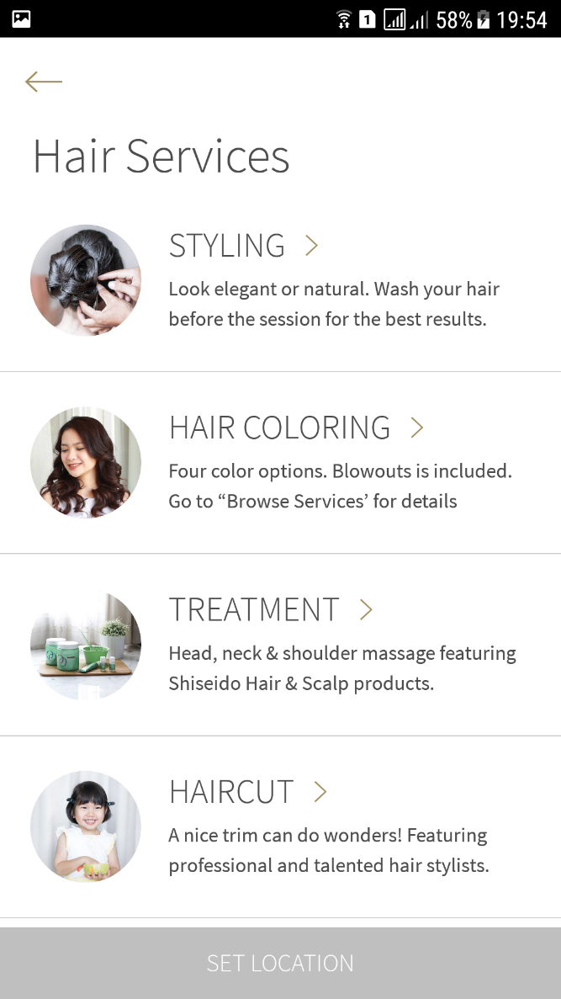 1 58% 19:54
Hair Services
STYLING
Look elegant or natural. Wash your hair
before the session for the best results.
HAIR COLORING
Four color options. Blowouts is included.
Go to “Browse Services’ for details
TREATMENT
Head, neck & shoulder massage featuring
Shiseido Hair & Scalp products.
HAIRCUT
A nice trim can do wonders! Featuring
professional and talented hair stylists.
SET LOCATION